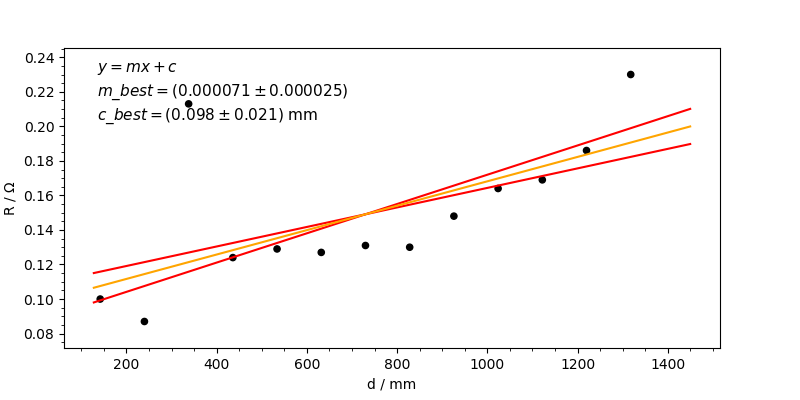 y = mx + c
m_best = (0.000071 ± 0.000025)
c_best = (0.098 ± 0.021) mm
0.24
0.22
0.20
0.18
0.16
0.14
0.12
0.10
0.08
R / Ω
200 400 600 800 1000 1200 1400
d / mm